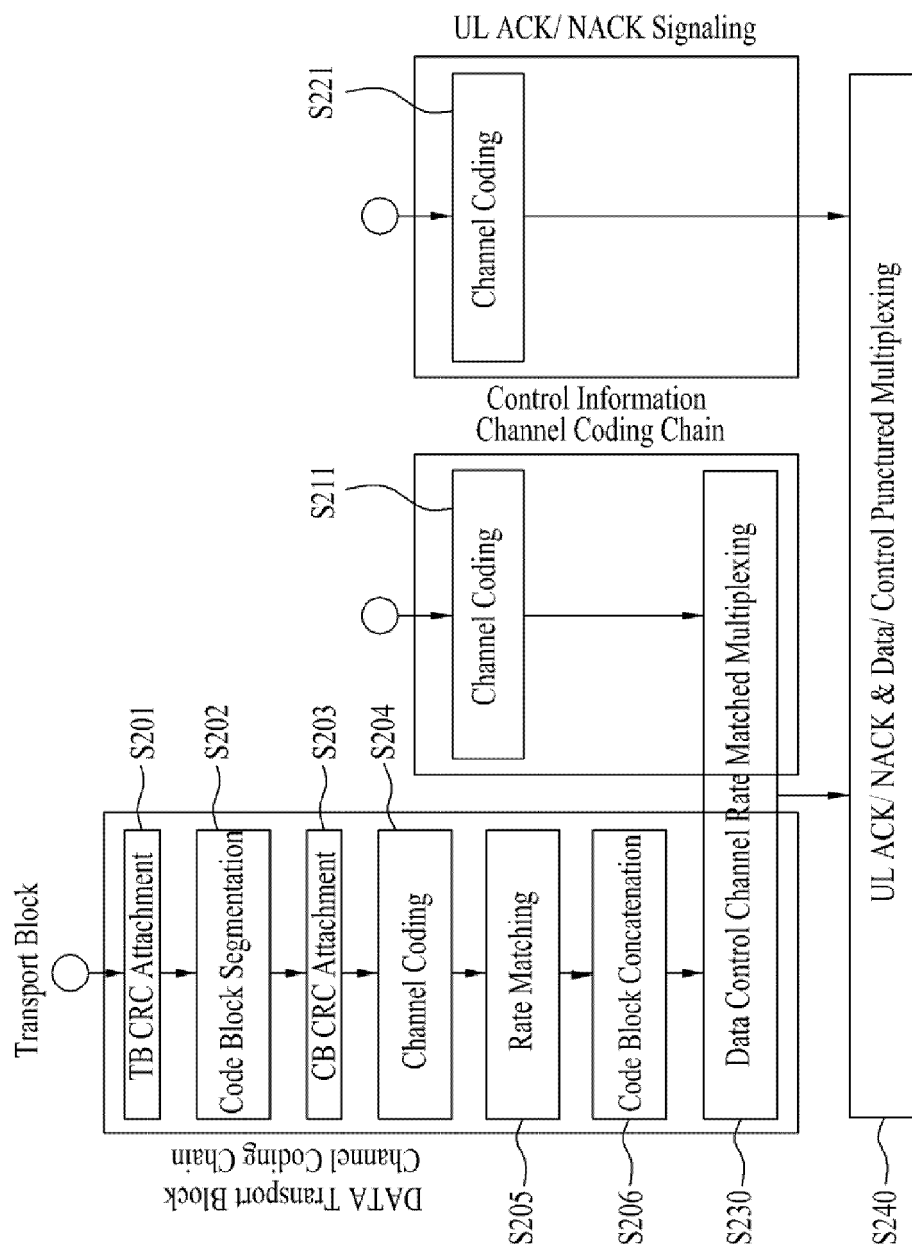 Transport Block
DATA Transport Block
Channel Coding Chain
TB CRC Attachment
S201
Code Block Segmentation
S202
CB CRC Attachment
S203
Channel Coding
S204
Rate Matching
S205
Code Block Concatenation
S206
Data Control Channel Rate Matched Multiplexing
S230
Control Information
Channel Coding Chain
Channel Coding
S211
UL ACK/ NACK Signaling
Channel Coding
S221
UL ACK/ NACK & Data/ Control Punctured Multiplexing
S240